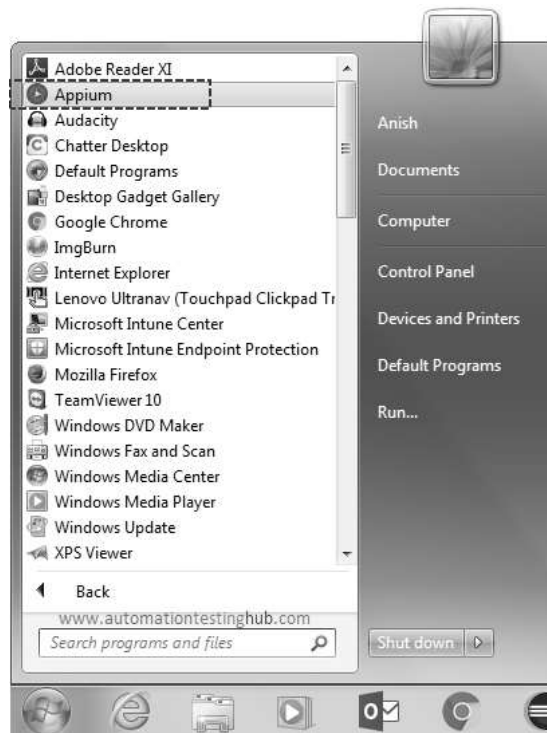 Adobe Reader XI
Appium
Audacity
Chatter Desktop
Default Programs
Desktop Gadget Gallery
Google Chrome
ImgBurn
Internet Explorer
Lenovo Ultranav (Touchpad Clickpad Tr
Microsoft Intune Center
Microsoft Intune Endpoint Protection
Mozilla Firefox
TeamViewer 10
Windows DVD Maker
Windows Fax and Scan
Windows Media Center
Windows Media Player
Windows Update
XPS Viewer
Back
www.automationtestinghub.com
Search programs and files
Anish
Documents
Computer
Control Panel
Devices and Printers
Default Programs
Run...
Shut down